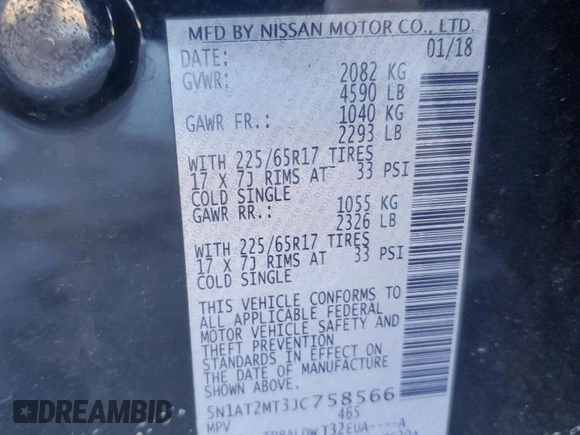 MFD BY NISSAN MOTOR CO., LTD.
DATE: 01/18
GVWR: 2082 KG
4590 LB
GAWR FR.: 1040 KG
2293 LB
WITH 225/65R17 TIRES
17 X 7J RIMS AT 33 PSI
COLD SINGLE
GAWR RR.: 1055 KG
2326 LB
WITH 225/65R17 TIRES
17 X 7J RIMS AT 33 PSI
COLD SINGLE
THIS VEHICLE CONFORMS TO
ALL APPLICABLE FEDERAL
MOTOR VEHICLE SAFETY AND
THEFT PREVENTION
STANDARDS IN EFFECT ON
THE DATE OF MANUFACTURE
SHOWN ABOVE.
5N1AT2MT3JC758566
MPV 465
T32EUA----A
AUTOBIDMASTER